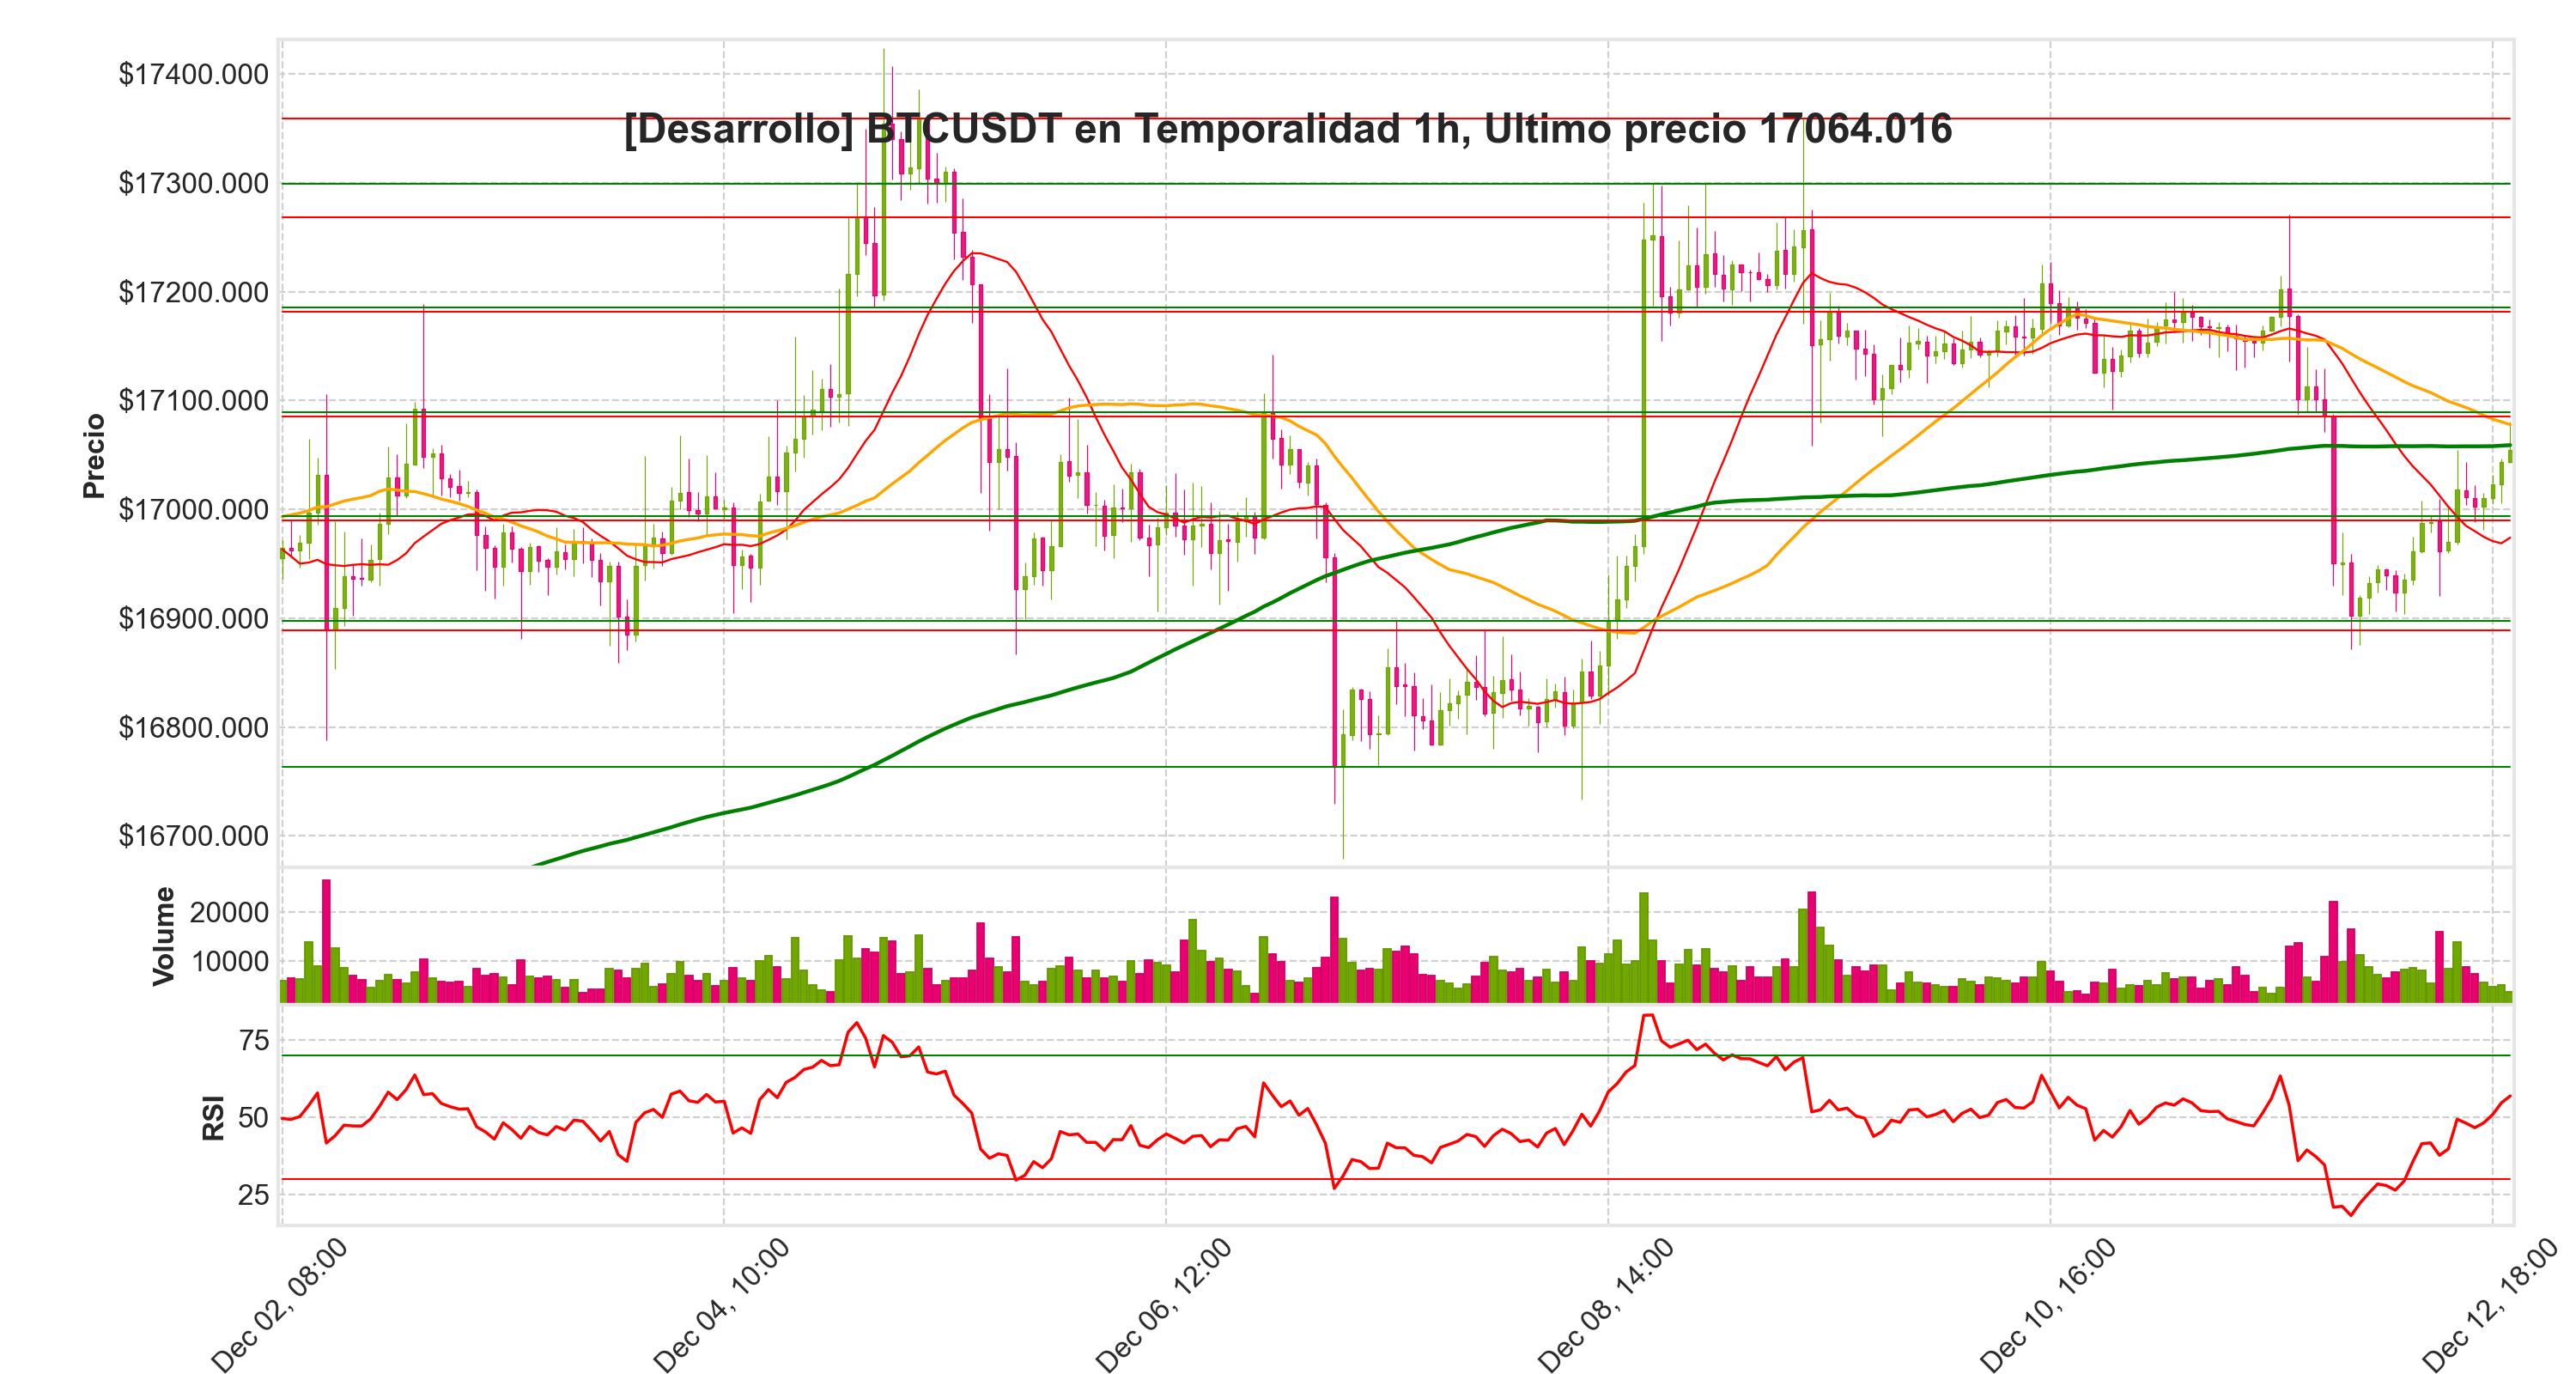 [Desarrollo] BTCUSDT en Temporalidad 1h, Ultimo precio 17064.016
Precio
$17400.000
$17300.000
$17200.000
$17100.000
$17000.000
$16900.000
$16800.000
$16700.000
Volume
20000
10000
RSI
75
50
25
Dec 02, 08:00
Dec 04, 10:00
Dec 06, 12:00
Dec 08, 14:00
Dec 10, 16:00
Dec 12, 18:00